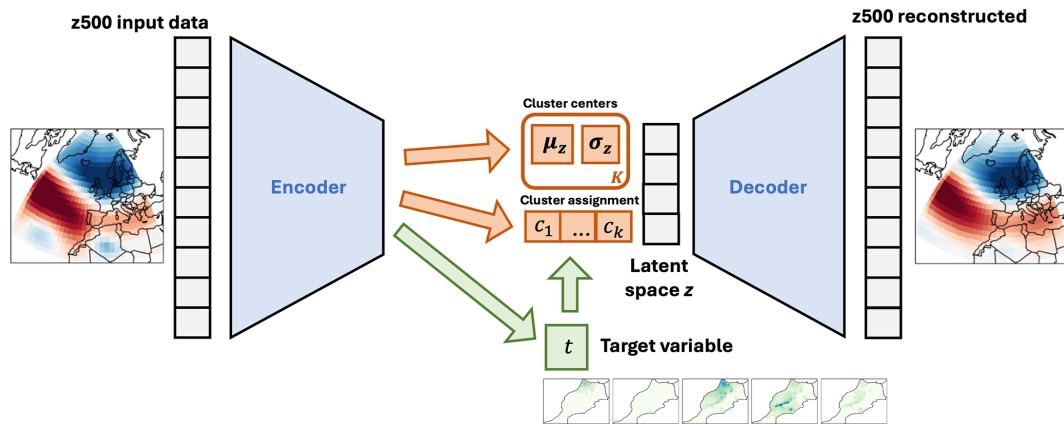 z500 input data
z500 reconstructed
Encoder
Cluster centers
μz
σz
K
Cluster assignment
c1 ... ck
Latent
space z
Decoder
t
Target variable